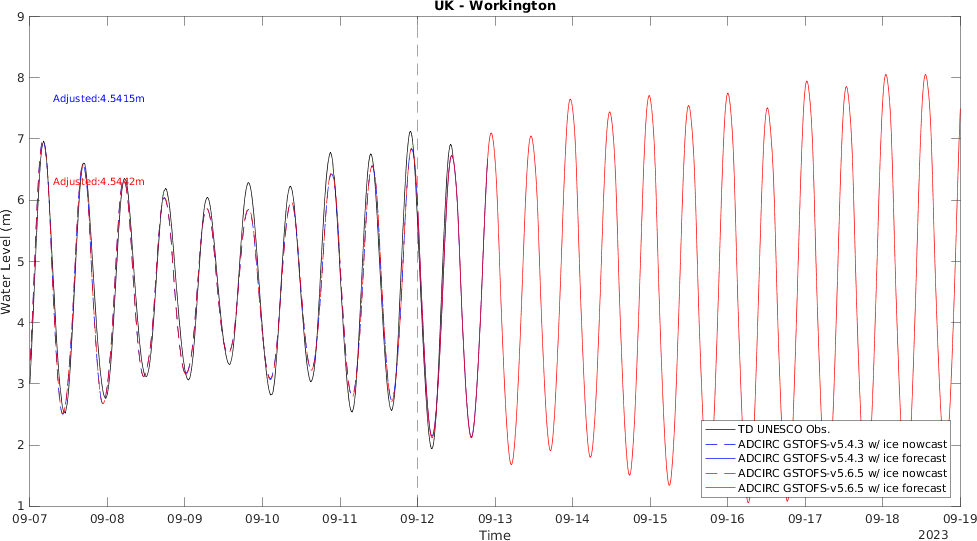 UK - Workington
9
8
7
6
5
4
3
2
1
Water Level (m)
Adjusted:4.5415m
Adjusted:4.5442m
TD UNESCO Obs.
ADCIRC GSTOFS-v5.4.3 w/ ice nowcast
ADCIRC GSTOFS-v5.4.3 w/ ice forecast
ADCIRC GSTOFS-v5.6.5 w/ ice nowcast
ADCIRC GSTOFS-v5.6.5 w/ ice forecast
09-07 09-08 09-09 09-10 09-11 09-12 09-13 09-14 09-15 09-16 09-17 09-18 09-19
Time
2023